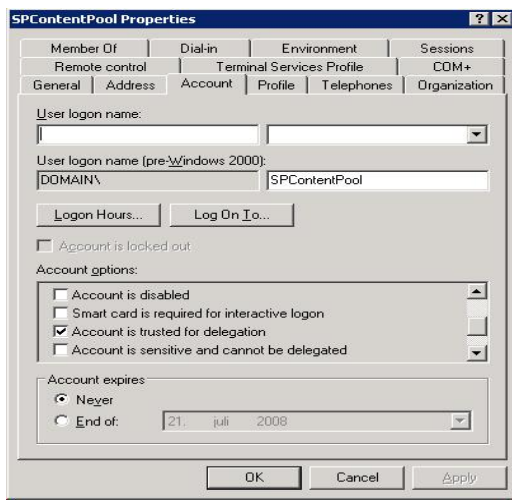 SPContentPool Properties
Member Of Dial-in Environment Sessions
Remote control Terminal Services Profile COM+
General Address Account Profile Telephones Organization
User logon name:
User logon name (pre-Windows 2000):
DOMAIN\ SPContentPool
Logon Hours... Log On To...
Account is locked out
Account options:
Account is disabled
Smart card is required for interactive logon
Account is trusted for delegation
Account is sensitive and cannot be delegated
Account expires
Never
End of: 21. juli 2008
OK Cancel Apply